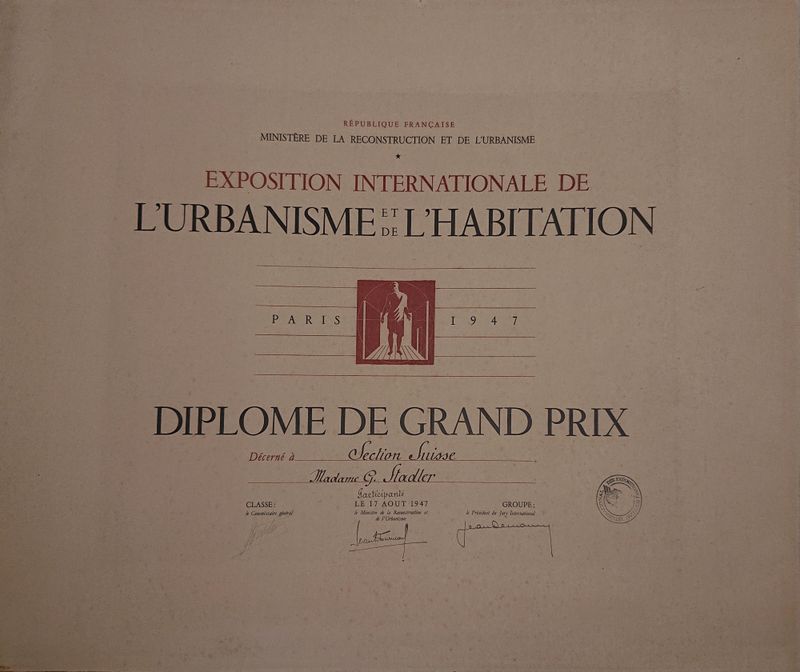 RÉPUBLIQUE FRANÇAISE
MINISTÈRE DE LA RECONSTRUCTION ET DE L'URBANISME
EXPOSITION INTERNATIONALE DE
L'URBANISME ET DE L'HABITATION
PARIS 1947
DIPLOME DE GRAND PRIX
Décerné à Section Suisse
Madame G. Stadler
participante
CLASSE: LE 17 AOUT 1947 GROUPE:
le Commissaire général le Ministre de la Reconstruction et le Président du Jury International
de l'Urbanisme